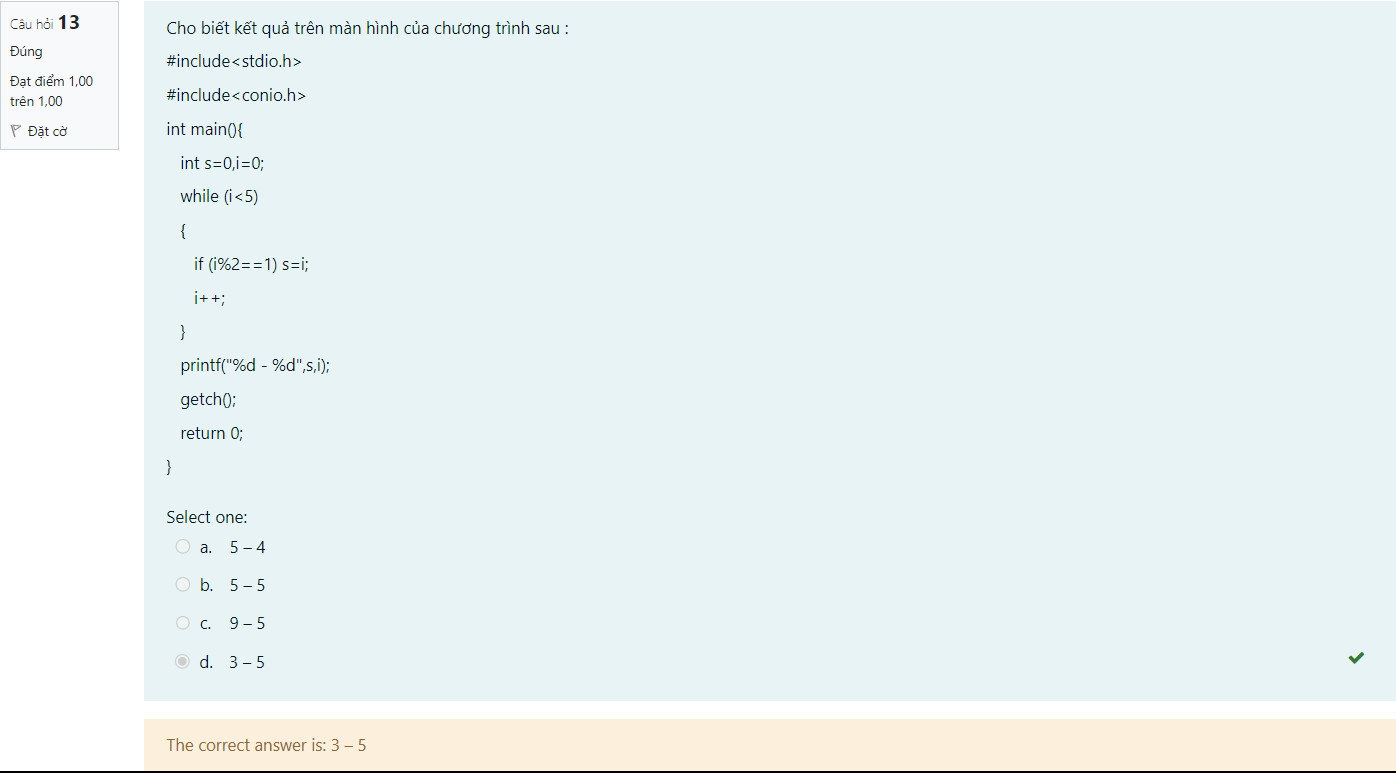 Câu hỏi 13
Đúng
Đạt điểm 1,00
trên 1,00
Đặt cờ
Cho biết kết quả trên màn hình của chương trình sau :
#include<stdio.h>
#include<conio.h>
int main(){
int s=0,i=0;
while (i<5)
{
if (i%2==1) s=i;
i++;
}
printf("%d - %d",s,i);
getch();
return 0;
}
Select one:
a. 5 – 4
b. 5 – 5
c. 9 – 5
d. 3 – 5
The correct answer is: 3 – 5